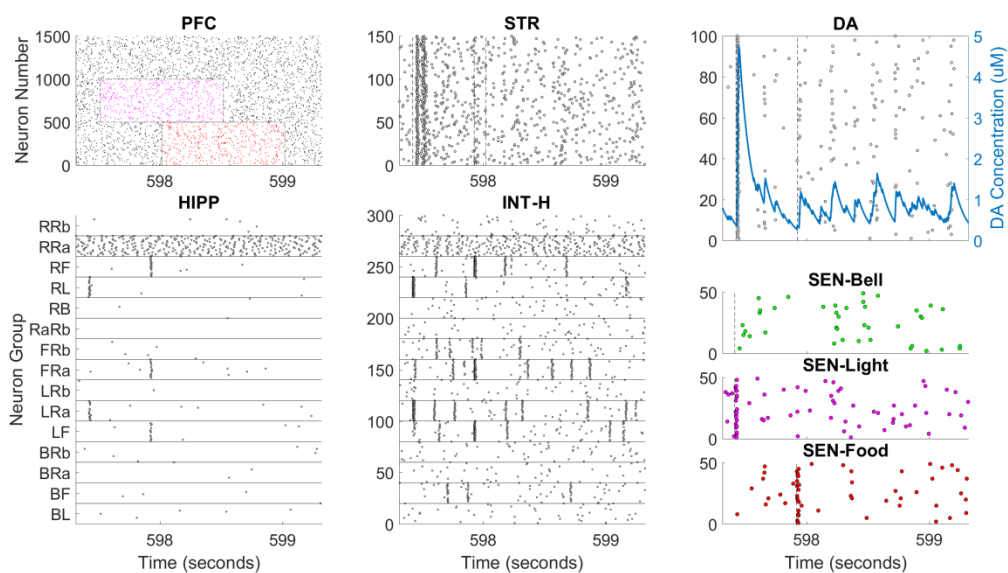 PFC
1500
1000
500
0
Neuron Number
598
599
STR
150
100
50
0
598
599
DA
100
80
60
40
20
0
5
4
3
2
1
0
DA Concentration (uM)
HIPP
RRb
RRa
RF
RL
RB
RaRb
FRb
FRa
LRb
LRa
LF
BRb
BRa
BF
BL
Neuron Group
598
599
Time (seconds)
INT-H
300
250
200
150
100
50
0
598
599
Time (seconds)
SEN-Bell
50
0
SEN-Light
50
0
SEN-Food
50
0
598
599
Time (seconds)